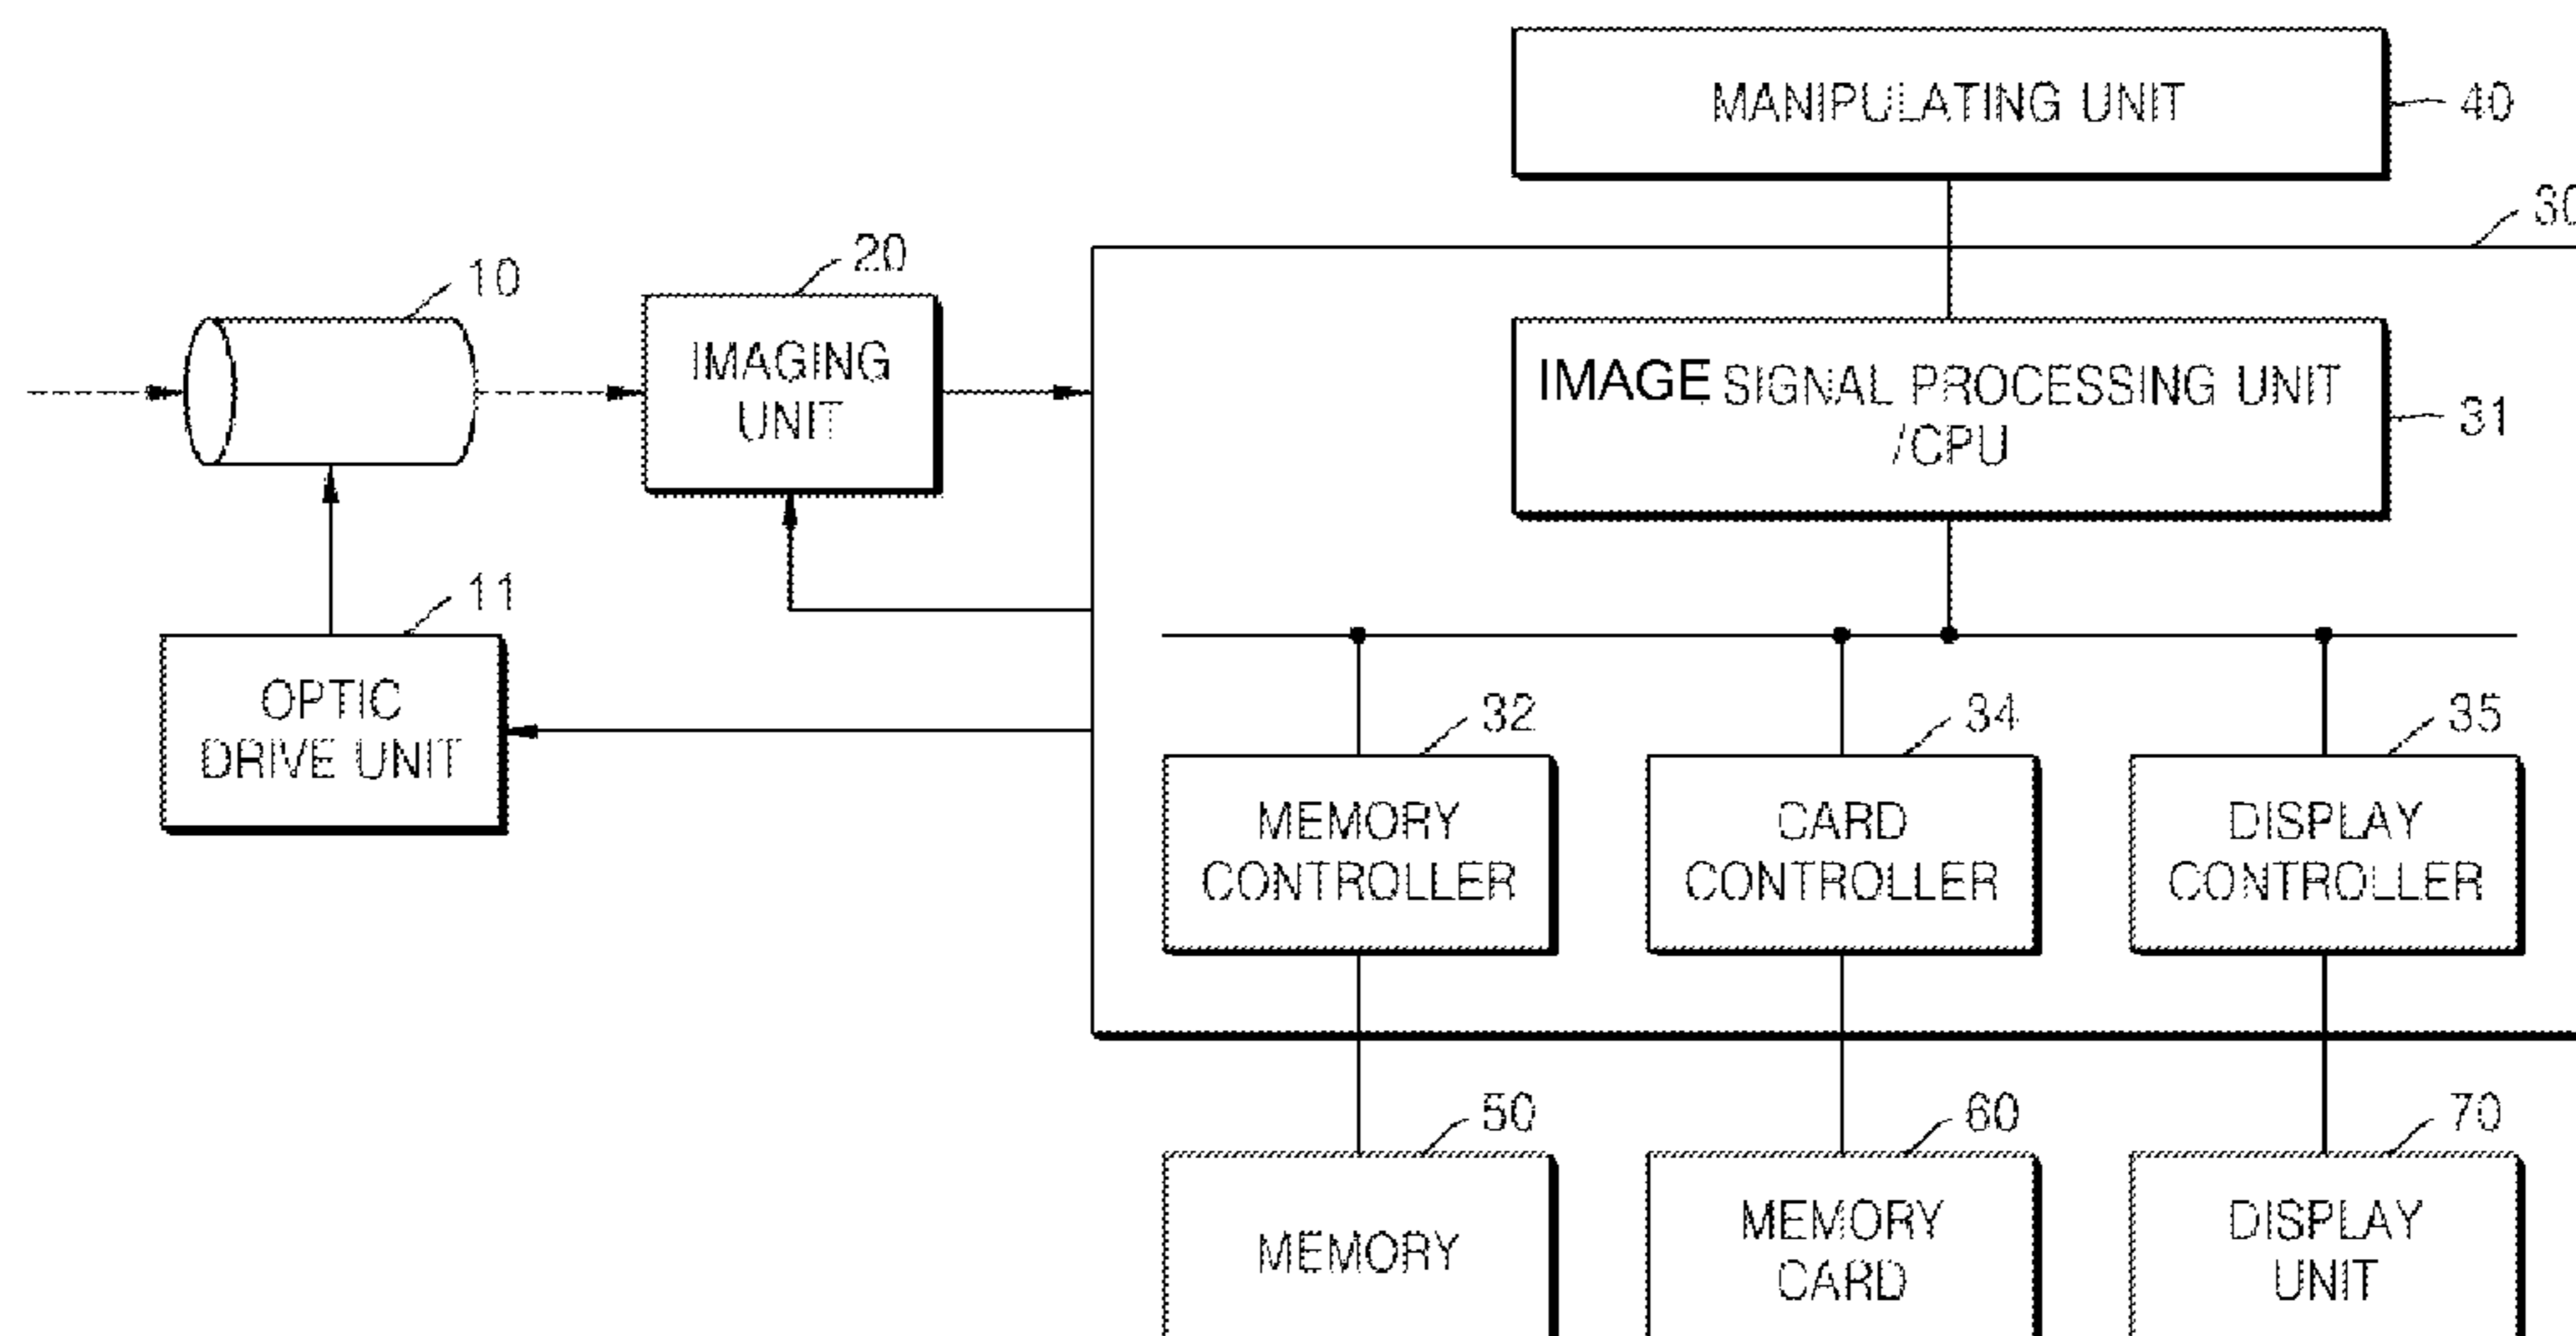 MANIPULATING UNIT
40
30
20
10
IMAGING
UNIT
IMAGE SIGNAL PROCESSING UNIT
/CPU
31
11
OPTIC
DRIVE UNIT
32
34
35
MEMORY
CONTROLLER
CARD
CONTROLLER
DISPLAY
CONTROLLER
50
60
70
MEMORY
MEMORY
CARD
DISPLAY
UNIT